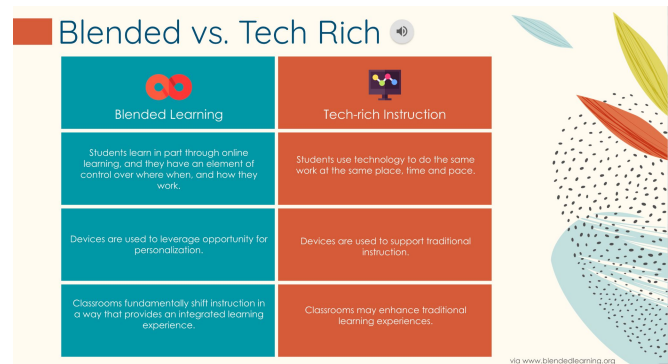 Blended vs. Tech Rich
Blended Learning
Tech-rich Instruction
Students learn in part through online
learning, and they have an element of
control over where when, and how they
work.
Students use technology to do the same
work at the same place, time and pace.
Devices are used to leverage opportunity for
personalization.
Devices are used to support traditional
instruction.
Classrooms fundamentally shift instruction in
a way that provides an integrated learning
experience.
Classrooms may enhance traditional
learning experiences.
via www.blendedlearning.org